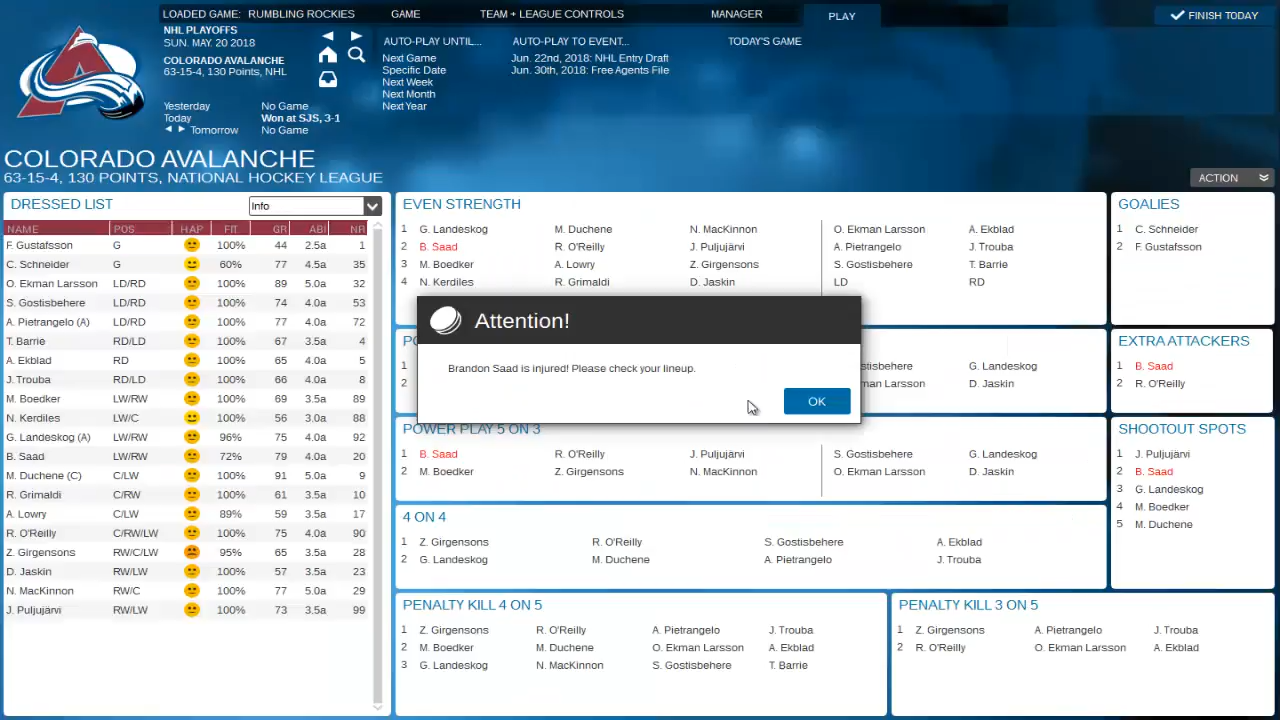 LOADED GAME: RUMBLING ROCKIES GAME TEAM + LEAGUE CONTROLS MANAGER PLAY FINISH TODAY
NHL PLAYOFFS
SUN. MAY. 20 2018
COLORADO AVALANCHE
63-15-4, 130 Points, NHL
Yesterday No Game
Today Won at SJS, 3-1
Tomorrow No Game
AUTO-PLAY UNTIL...
Next Game
Specific Date
Next Week
Next Month
Next Year
AUTO-PLAY TO EVENT...
Jun. 22nd, 2018: NHL Entry Draft
Jun. 30th, 2018: Free Agents File
TODAY'S GAME
COLORADO AVALANCHE
63-15-4, 130 POINTS, NATIONAL HOCKEY LEAGUE
ACTION
DRESSED LIST Info
NAME POS HAP FIT. GR ABI NR
F. Gustafsson G 100% 44 2.5a 1
C. Schneider G 60% 77 4.5a 35
O. Ekman Larsson LD/RD 100% 89 5.0a 32
S. Gostisbehere LD/RD 100% 74 4.0a 53
A. Pietrangelo (A) LD/RD 100% 77 4.0a 72
T. Barrie RD/LD 100% 67 3.5a 4
A. Ekblad RD 100% 65 4.0a 5
J. Trouba RD/LD 100% 66 4.0a 8
M. Boedker LW/RW 100% 69 3.5a 89
N. Kerdiles LW/RW 100% 56 3.0a 88
G. Landeskog (A) LW/RW 96% 75 4.0a 92
B. Saad LW/RW 72% 79 4.0a 20
M. Duchene (C) C/LW 100% 91 5.0a 9
R. Grimaldi C/RW 100% 61 3.5a 10
A. Lowry C/LW 89% 59 3.5a 17
R. O'Reilly C/RW/LW 100% 75 4.0a 90
Z. Girgensons RW/C/LW 95% 65 3.5a 28
D. Jaskin RW/LW 100% 57 3.5a 23
N. MacKinnon RW/C 100% 77 5.0a 29
J. Puljujärvi RW/LW 100% 73 3.5a 99
EVEN STRENGTH
1 G. Landeskog M. Duchene N. MacKinnon O. Ekman Larsson A. Ekblad
2 B. Saad R. O'Reilly J. Puljujärvi A. Pietrangelo J. Trouba
3 M. Boedker A. Lowry Z. Girgensons S. Gostisbehere T. Barrie
4 N. Kerdiles R. Grimaldi D. Jaskin LD RD
Attention!
Brandon Saad is injured! Please check your lineup.
OK
PO
1 stisbehere G. Landeskog
2 man Larsson D. Jaskin
POWER PLAY 5 ON 3
1 B. Saad R. O'Reilly J. Puljujärvi S. Gostisbehere G. Landeskog
2 M. Boedker Z. Girgensons N. MacKinnon O. Ekman Larsson D. Jaskin
4 ON 4
1 Z. Girgensons R. O'Reilly S. Gostisbehere A. Ekblad
2 G. Landeskog M. Duchene A. Pietrangelo J. Trouba
PENALTY KILL 4 ON 5
1 Z. Girgensons R. O'Reilly A. Pietrangelo J. Trouba
2 M. Boedker M. Duchene O. Ekman Larsson A. Ekblad
3 G. Landeskog N. MacKinnon S. Gostisbehere T. Barrie
PENALTY KILL 3 ON 5
1 Z. Girgensons A. Pietrangelo J. Trouba
2 R. O'Reilly O. Ekman Larsson A. Ekblad
GOALIES
1 C. Schneider
2 F. Gustafsson
EXTRA ATTACKERS
1 B. Saad
2 R. O'Reilly
SHOOTOUT SPOTS
1 J. Puljujärvi
2 B. Saad
3 G. Landeskog
4 M. Boedker
5 M. Duchene